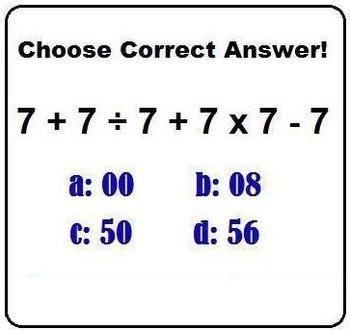 Choose Correct Answer!
7 + 7 ÷ 7 + 7 x 7 - 7
a: 00 b: 08
c: 50 d: 56